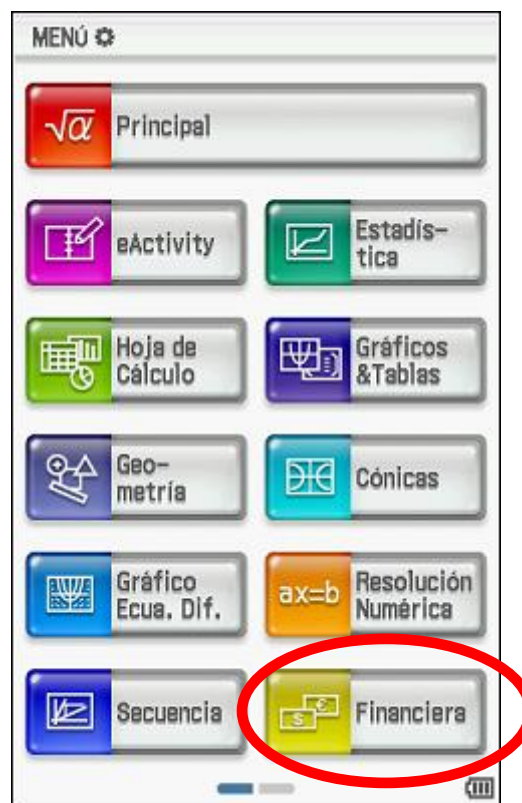 MENÚ
√α Principal
eActivity
Estadís-
tica
Hoja de
Cálculo
Gráficos
&Tablas
Geo-
metría
Cónicas
Gráfico
Ecua. Dif.
ax=b
Resolución
Numérica
Secuencia
$ €
Financiera